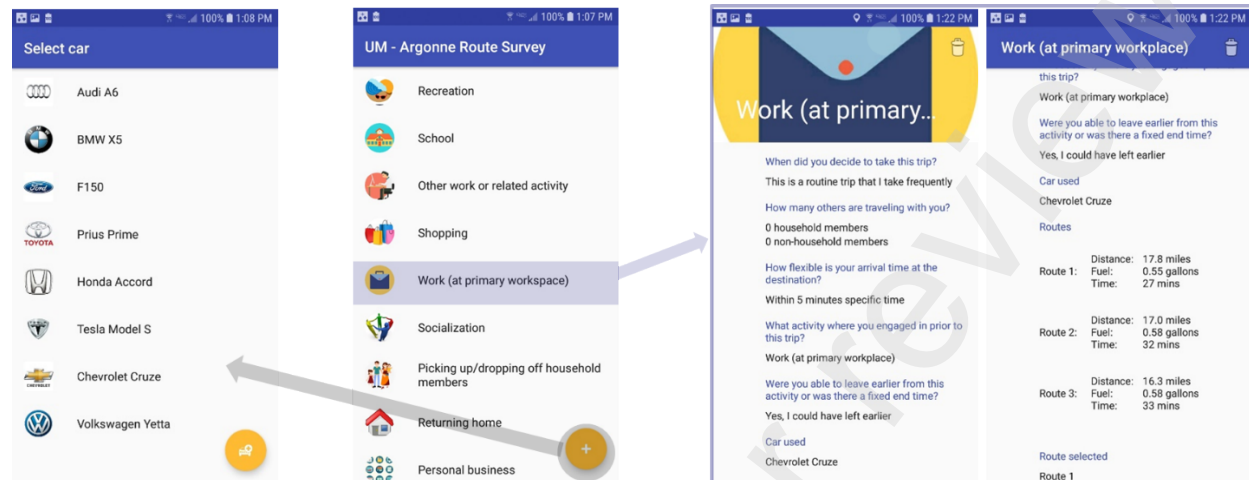 100% 1:08 PM
Select car
Audi A6
BMW X5
Ford
F150
TOYOTA
Prius Prime
Honda Accord
Tesla Model S
CHEVROLET
Chevrolet Cruze
Volkswagen Yetta
100% 1:07 PM
UM - Argonne Route Survey
Recreation
School
Other work or related activity
Shopping
Work (at primary workspace)
Socialization
Picking up/dropping off household
members
Returning home
+
Personal business
100% 1:22 PM
Work (at primary...
When did you decide to take this trip?
This is a routine trip that I take frequently
How many others are traveling with you?
0 household members
0 non-household members
How flexible is your arrival time at the
destination?
Within 5 minutes specific time
What activity where you engaged in prior to
this trip?
Work (at primary workplace)
Were you able to leave earlier from this
activity or was there a fixed end time?
Yes, I could have left earlier
Car used
Chevrolet Cruze
100% 1:22 PM
Work (at primary workplace)
this trip?
Work (at primary workplace)
Were you able to leave earlier from this
activity or was there a fixed end time?
Yes, I could have left earlier
Car used
Chevrolet Cruze
Routes
Distance: 17.8 miles
Route 1: Fuel: 0.55 gallons
Time: 27 mins
Distance: 17.0 miles
Route 2: Fuel: 0.58 gallons
Time: 32 mins
Distance: 16.3 miles
Route 3: Fuel: 0.58 gallons
Time: 33 mins
Route selected
Route 1
review